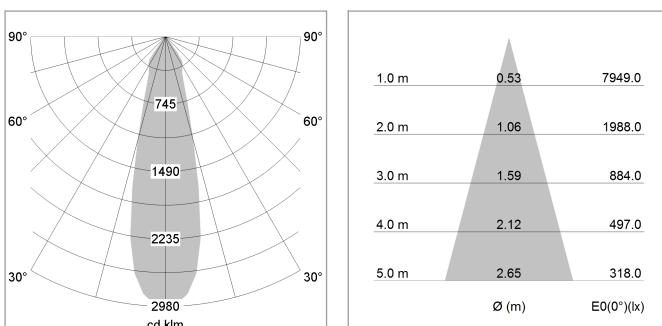 90° 90°
745
60° 60°
1490
2235
30° 30°
2980
cd klm
1.0 m 0.53 7949.0
2.0 m 1.06 1988.0
3.0 m 1.59 884.0
4.0 m 2.12 497.0
5.0 m 2.65 318.0
Ø (m) E0(0°)(lx)